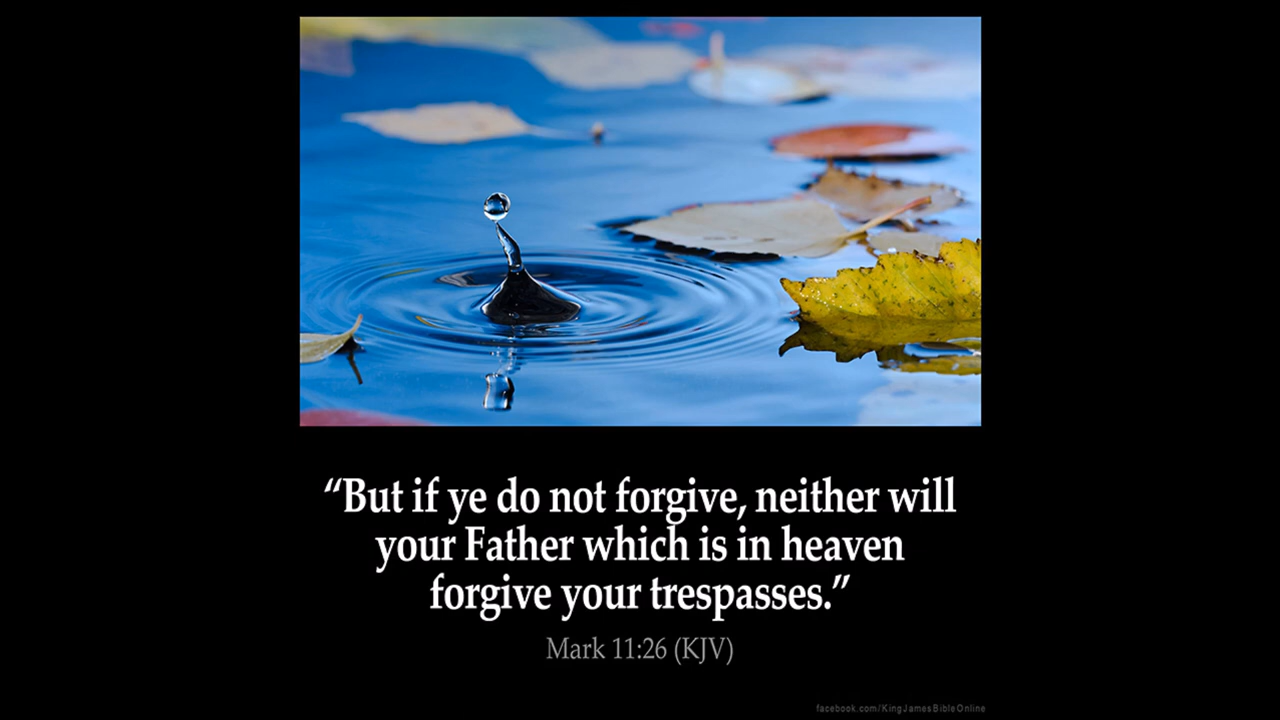 “But if ye do not forgive, neither will
your Father which is in heaven
forgive your trespasses.”
Mark 11:26 (KJV)
facebook.com/KingJamesBibleOnline